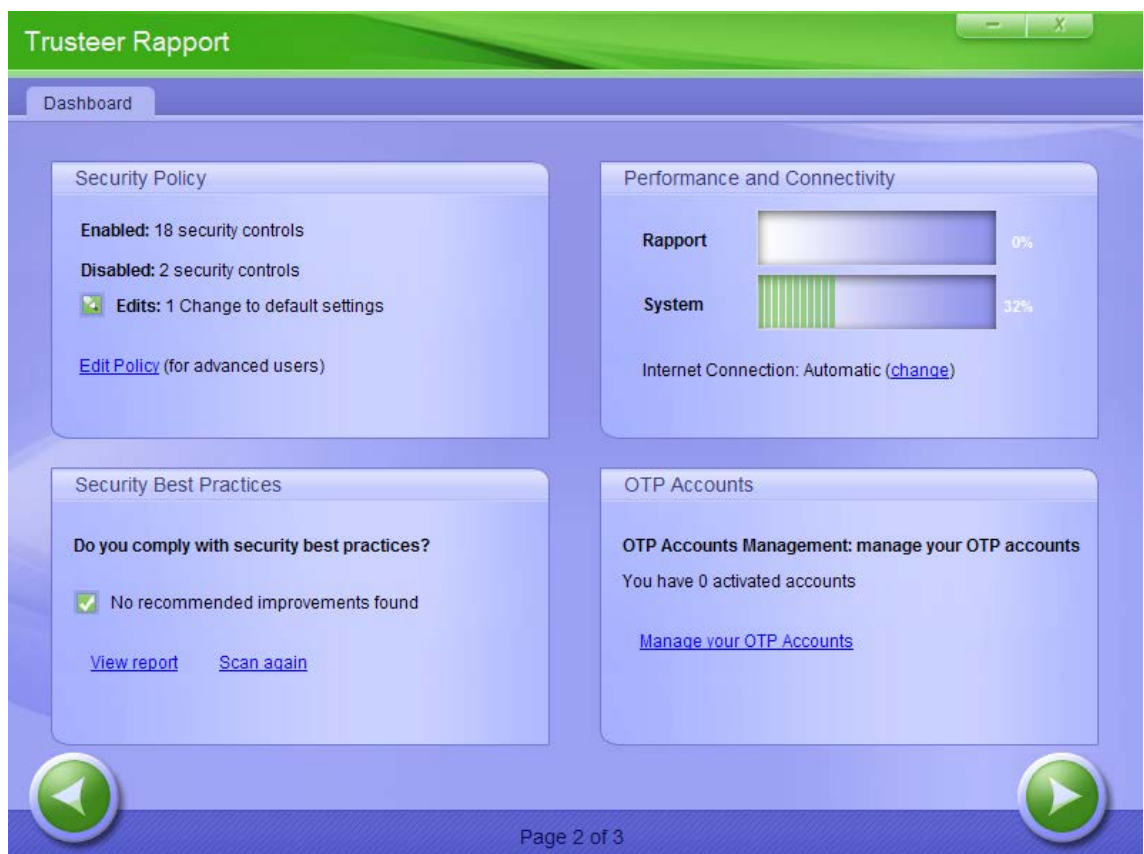 Trusteer Rapport
– X
Dashboard
Security Policy
Enabled: 18 security controls
Disabled: 2 security controls
Edits: 1 Change to default settings
Edit Policy (for advanced users)
Performance and Connectivity
Rapport 0%
System 32%
Internet Connection: Automatic (change)
Security Best Practices
Do you comply with security best practices?
No recommended improvements found
View report Scan again
OTP Accounts
OTP Accounts Management: manage your OTP accounts
You have 0 activated accounts
Manage your OTP Accounts
Page 2 of 3